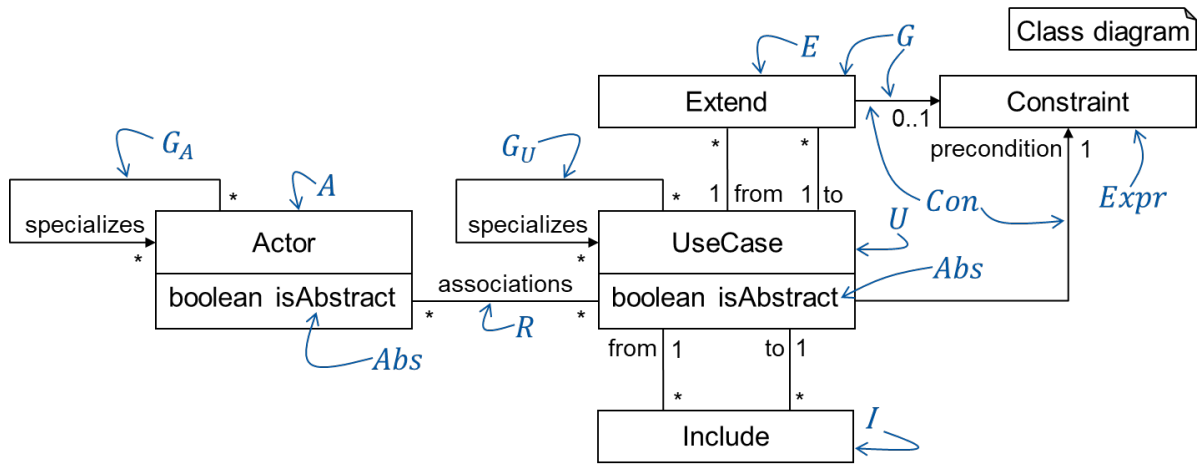 Class diagram
E
G
Extend
0..1
Constraint
G_A
G_U
*
*
precondition
1
A
1
from
1
to
Con
Expr
specializes
*
specializes
*
U
Actor
UseCase
*
*
Abs
boolean isAbstract
associations
boolean isAbstract
*
R
*
Abs
from
1
to
1
*
*
Include
I